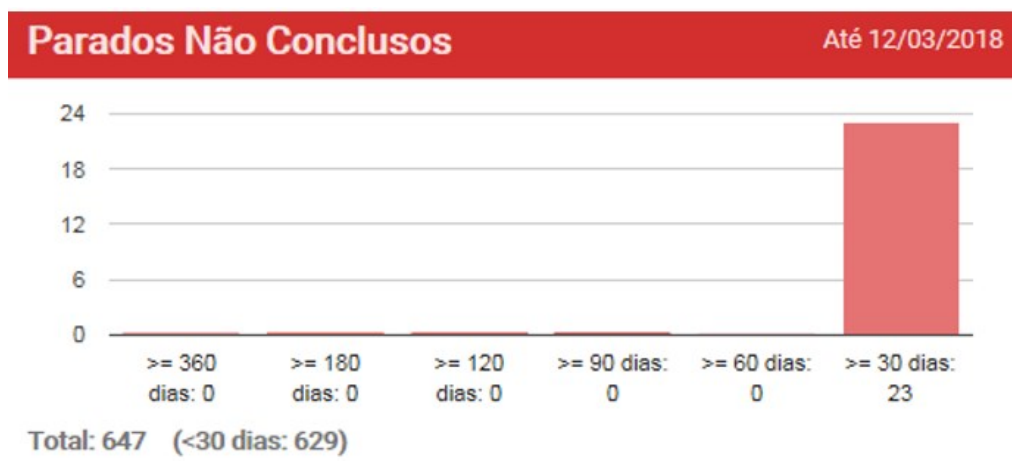 Parados Não Conclusos
Até 12/03/2018
24
18
12
6
0
>= 360 dias: 0
>= 180 dias: 0
>= 120 dias: 0
>= 90 dias: 0
>= 60 dias: 0
>= 30 dias: 23
Total: 647 (<30 dias: 629)